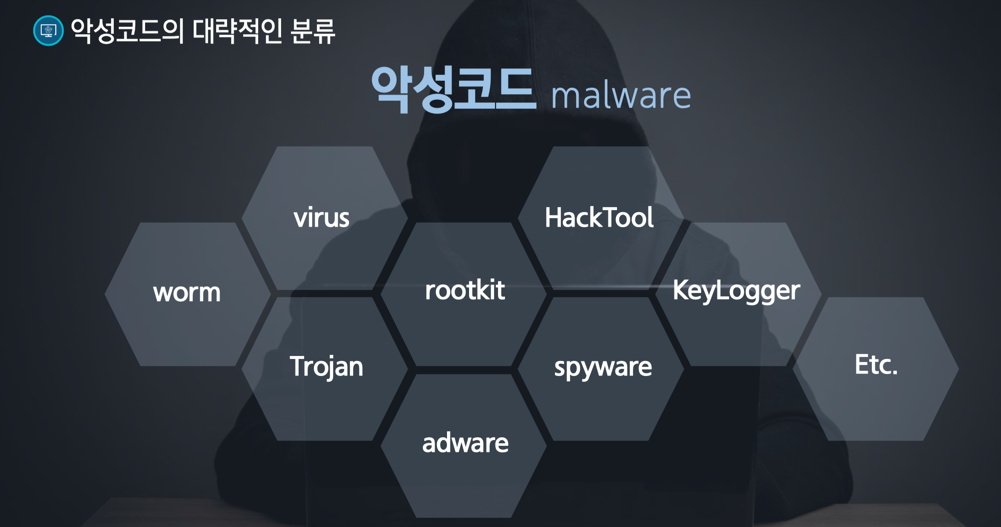 악성코드의 대략적인 분류
악성코드 malware
virus
HackTool
worm
rootkit
KeyLogger
Trojan
spyware
Etc.
adware